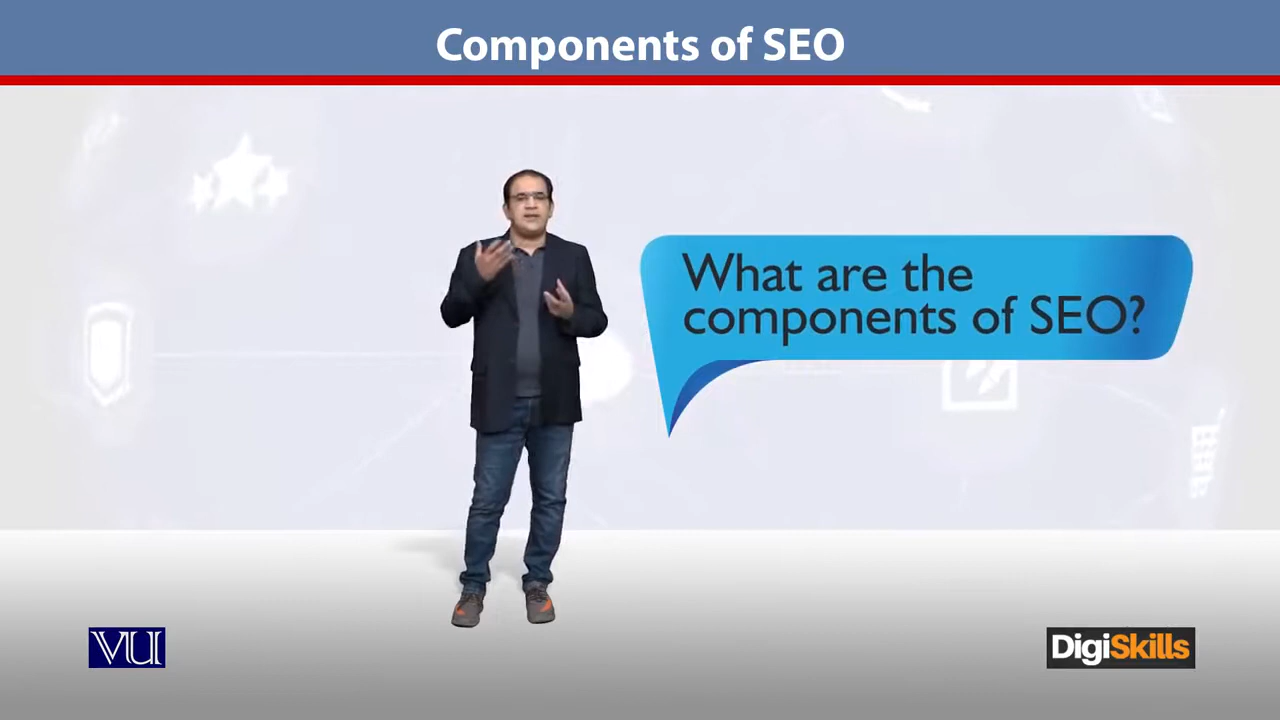 Components of SEO
What are the
components of SEO?
VU
DigiSkills